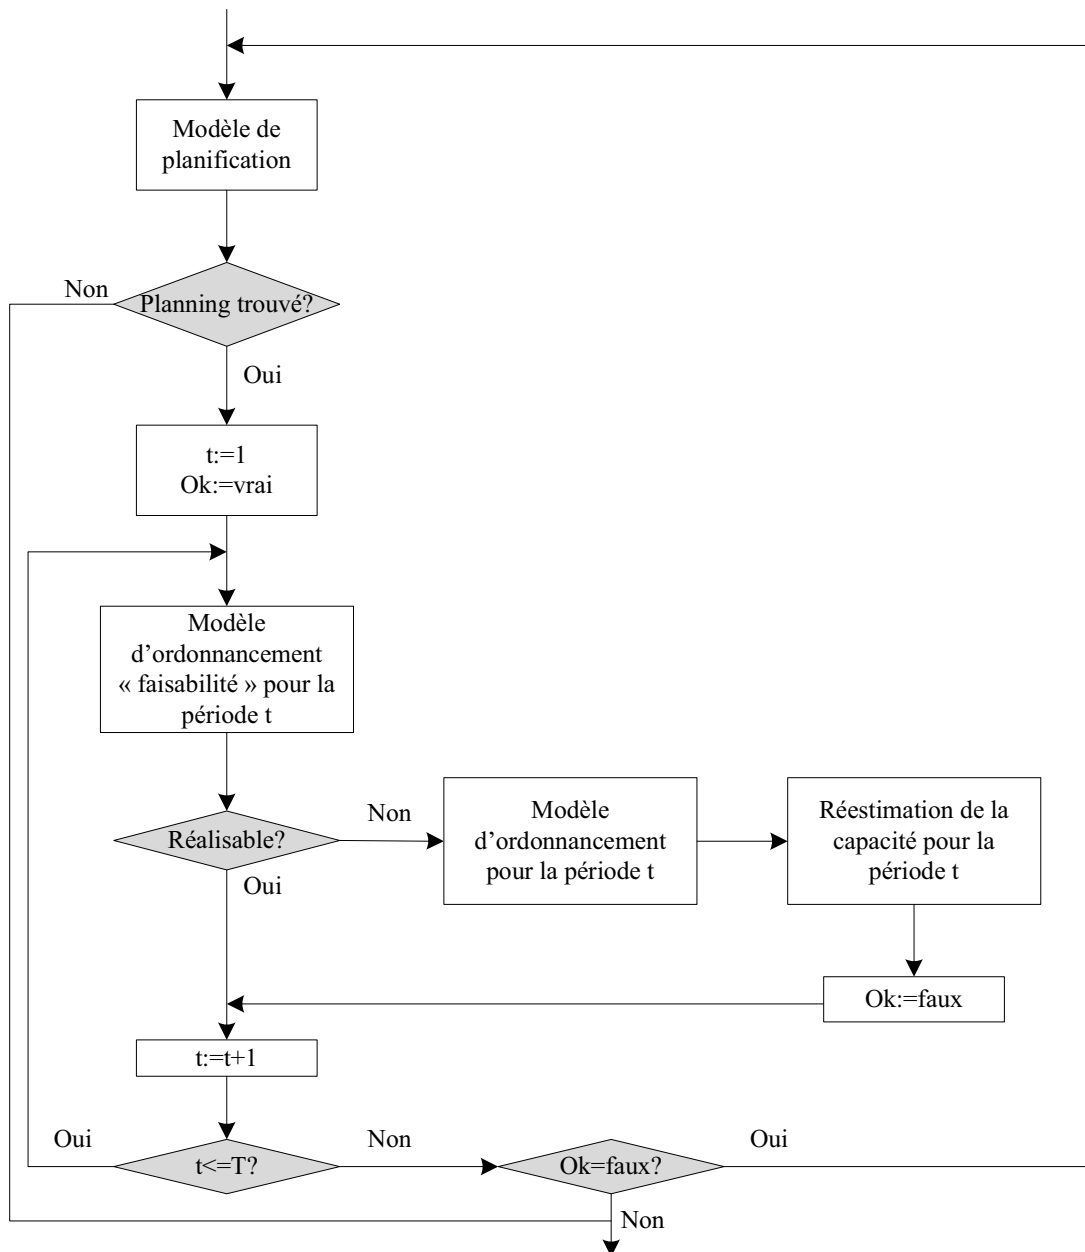 Modèle de
planification
Non
Planning trouvé?
Oui
t:=1
Ok:=vrai
Modèle
d’ordonnancement
« faisabilité » pour la
période t
Réalisable?
Non
Oui
Modèle
d’ordonnancement
pour la période t
Réestimation de la
capacité pour la
période t
Ok:=faux
t:=t+1
Oui
t<=T?
Non
Ok=faux?
Oui
Non